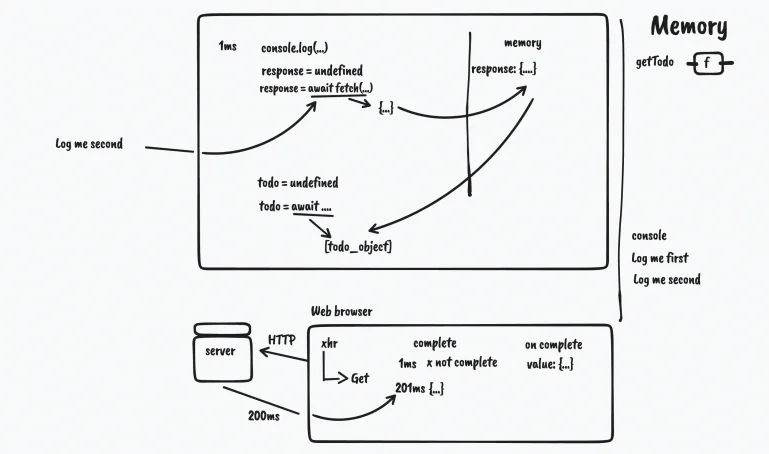 Memory
getTodo f
1ms console.log(...)
memory
response = undefined
response: {....}
response = await fetch(...)
{...}
Log me second
todo = undefined
todo = await ....
[todo_object]
console
Log me first
Log me second
Web browser
server
HTTP
xhr complete on complete
1ms x not complete value: {...}
Get
201ms {...}
200ms